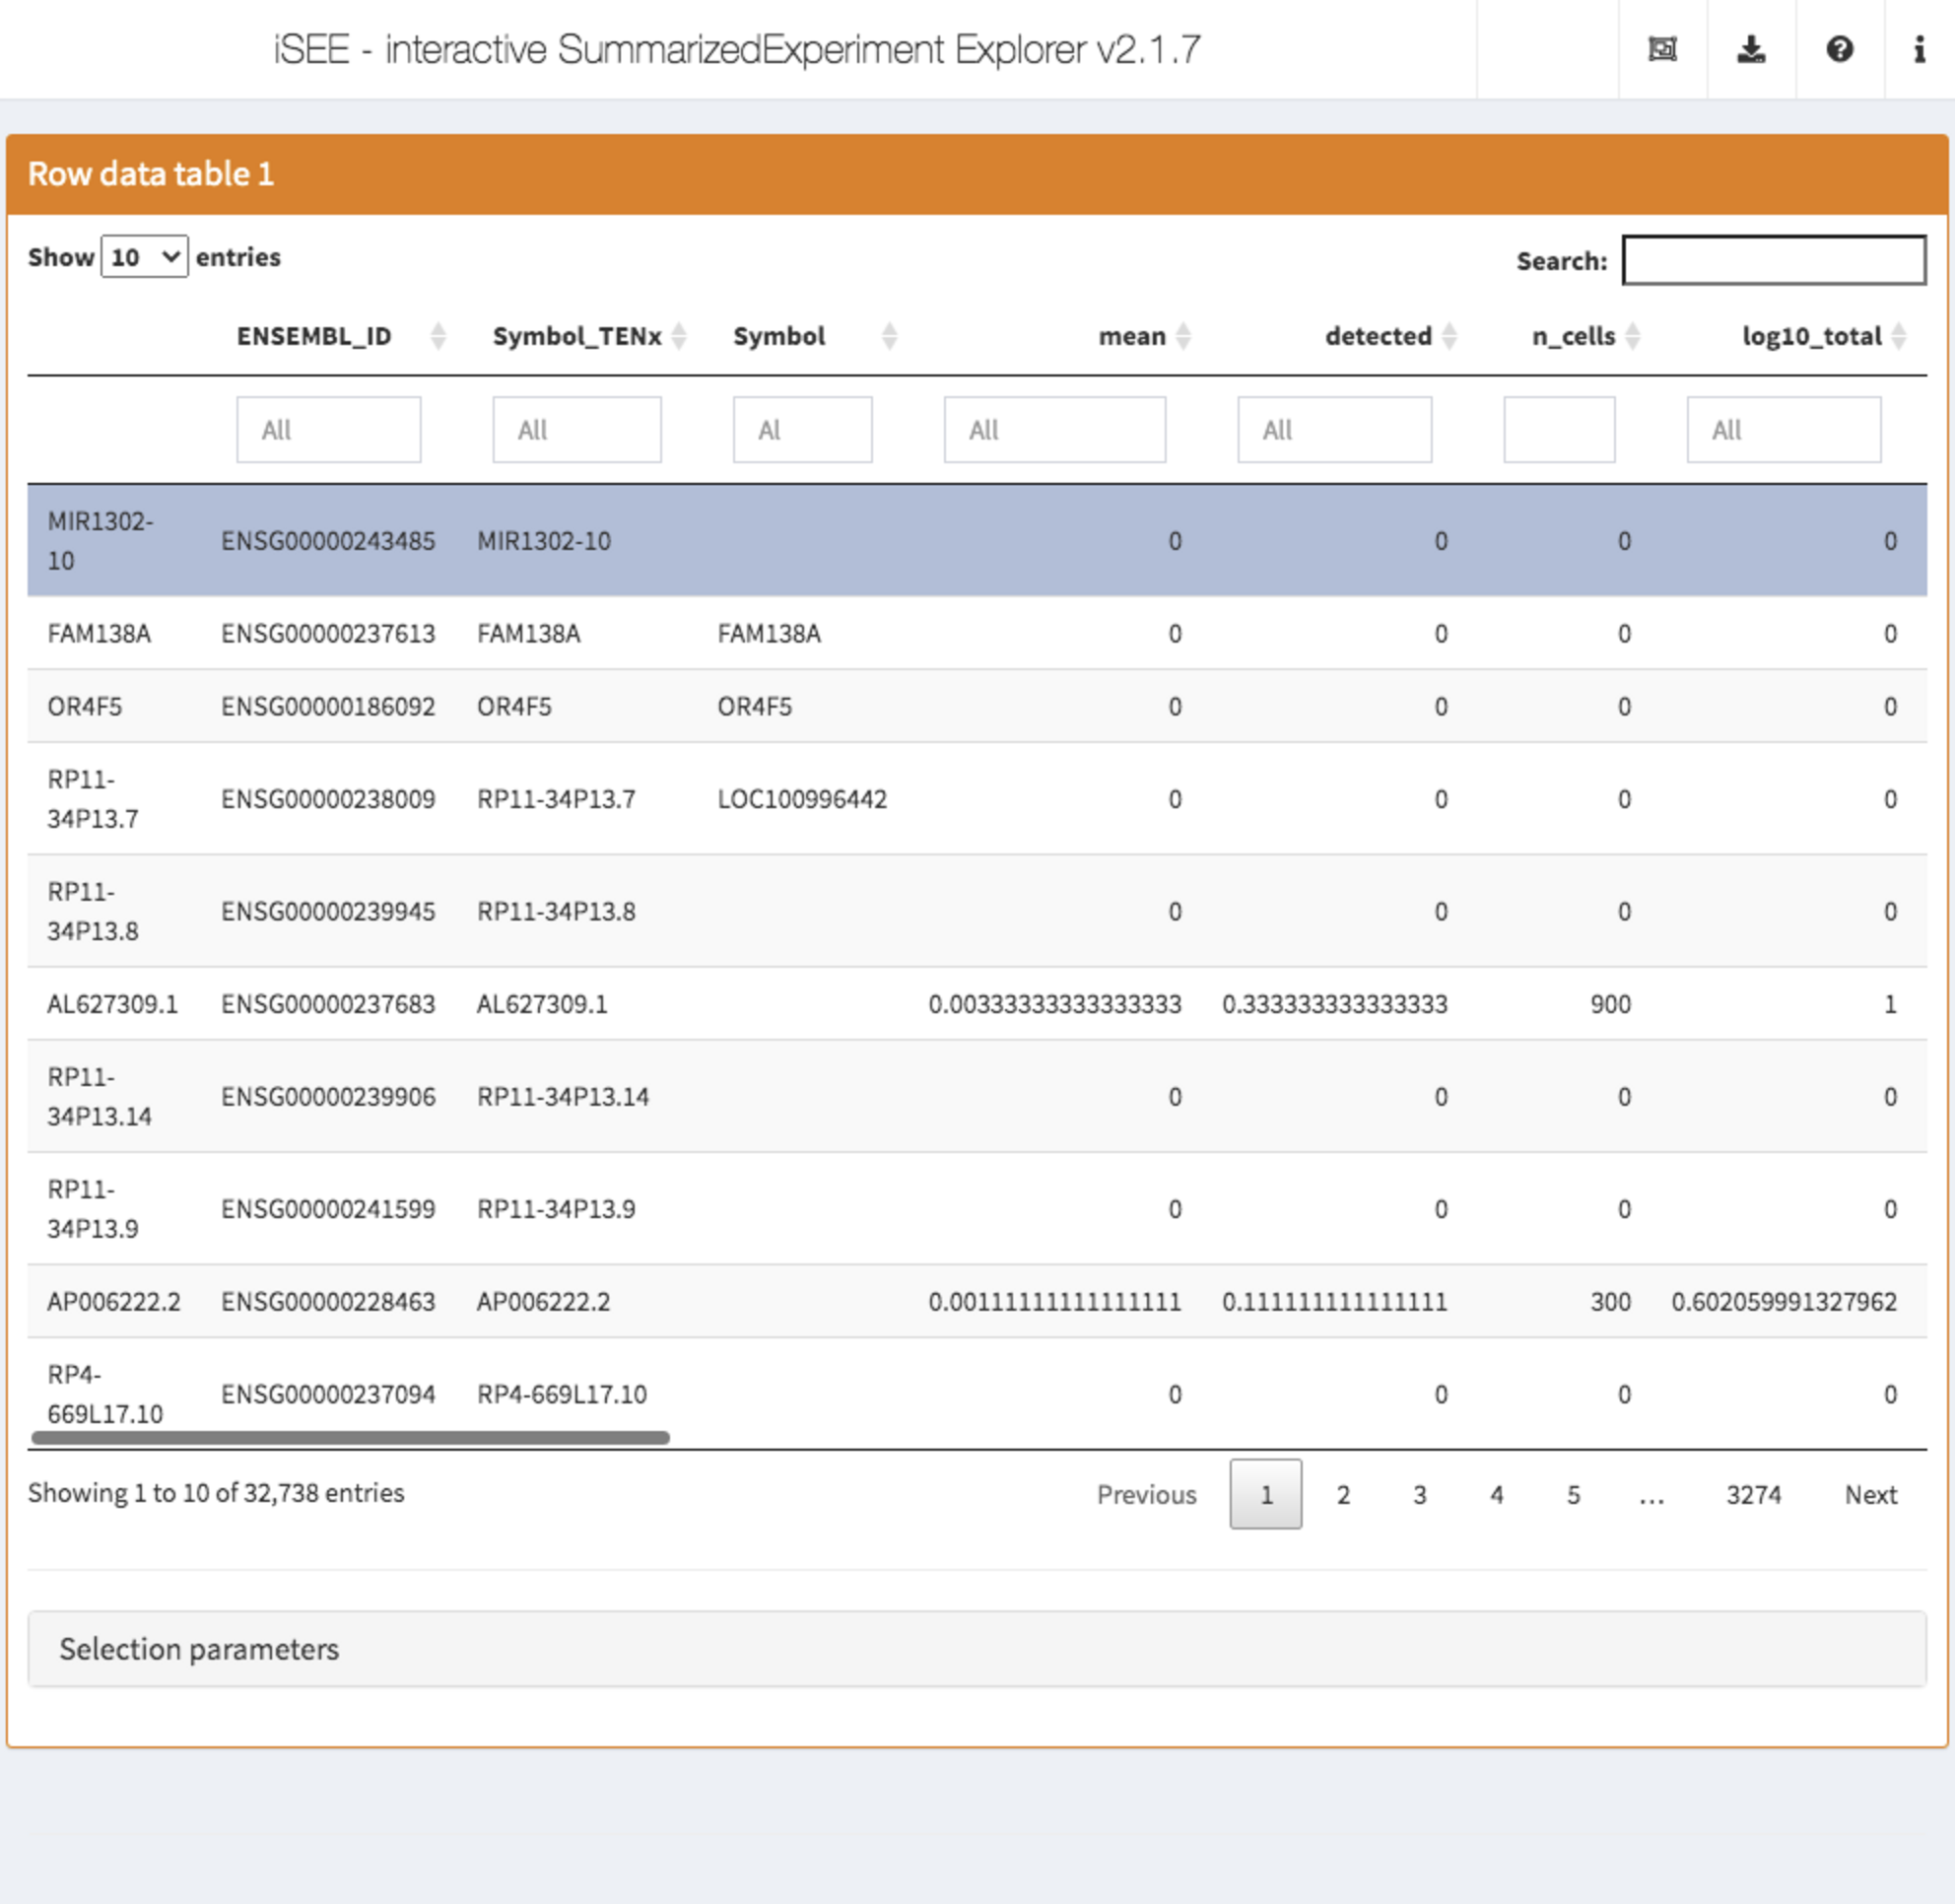 iSEE - interactive SummarizedExperiment Explorer v2.1.7
Row data table 1
Show 10 entries
Search:
ENSEMBL_ID Symbol_TENx Symbol mean detected n_cells log10_total
All All Al All All All
MIR1302-10 ENSG00000243485 MIR1302-10 0 0 0 0
FAM138A ENSG00000237613 FAM138A FAM138A 0 0 0 0
OR4F5 ENSG00000186092 OR4F5 OR4F5 0 0 0 0
RP11-34P13.7 ENSG00000238009 RP11-34P13.7 LOC100996442 0 0 0 0
RP11-34P13.8 ENSG00000239945 RP11-34P13.8 0 0 0 0
AL627309.1 ENSG00000237683 AL627309.1 0.00333333333333333 0.333333333333333 900 1
RP11-34P13.14 ENSG00000239906 RP11-34P13.14 0 0 0 0
RP11-34P13.9 ENSG00000241599 RP11-34P13.9 0 0 0 0
AP006222.2 ENSG00000228463 AP006222.2 0.00111111111111111 0.111111111111111 300 0.602059991327962
RP4-669L17.10 ENSG00000237094 RP4-669L17.10 0 0 0 0
Showing 1 to 10 of 32,738 entries
Previous 1 2 3 4 5 … 3274 Next
Selection parameters